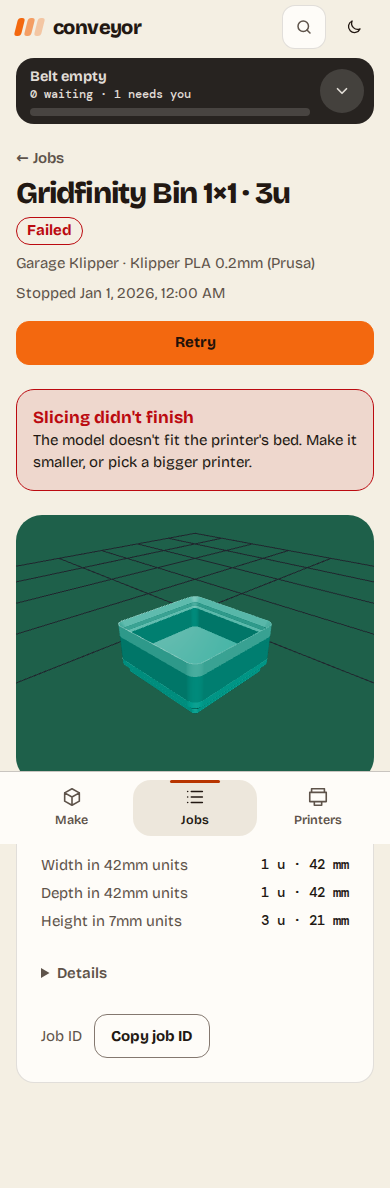 conveyor
Belt empty
0 waiting · 1 needs you
← Jobs
Gridfinity Bin 1×1 · 3u
Failed
Garage Klipper · Klipper PLA 0.2mm (Prusa)
Stopped Jan 1, 2026, 12:00 AM
Retry
Slicing didn't finish
The model doesn't fit the printer's bed. Make it
smaller, or pick a bigger printer.
Make
Jobs
Printers
Width in 42mm units 1 u · 42 mm
Depth in 42mm units 1 u · 42 mm
Height in 7mm units 3 u · 21 mm
▶ Details
Job ID Copy job ID